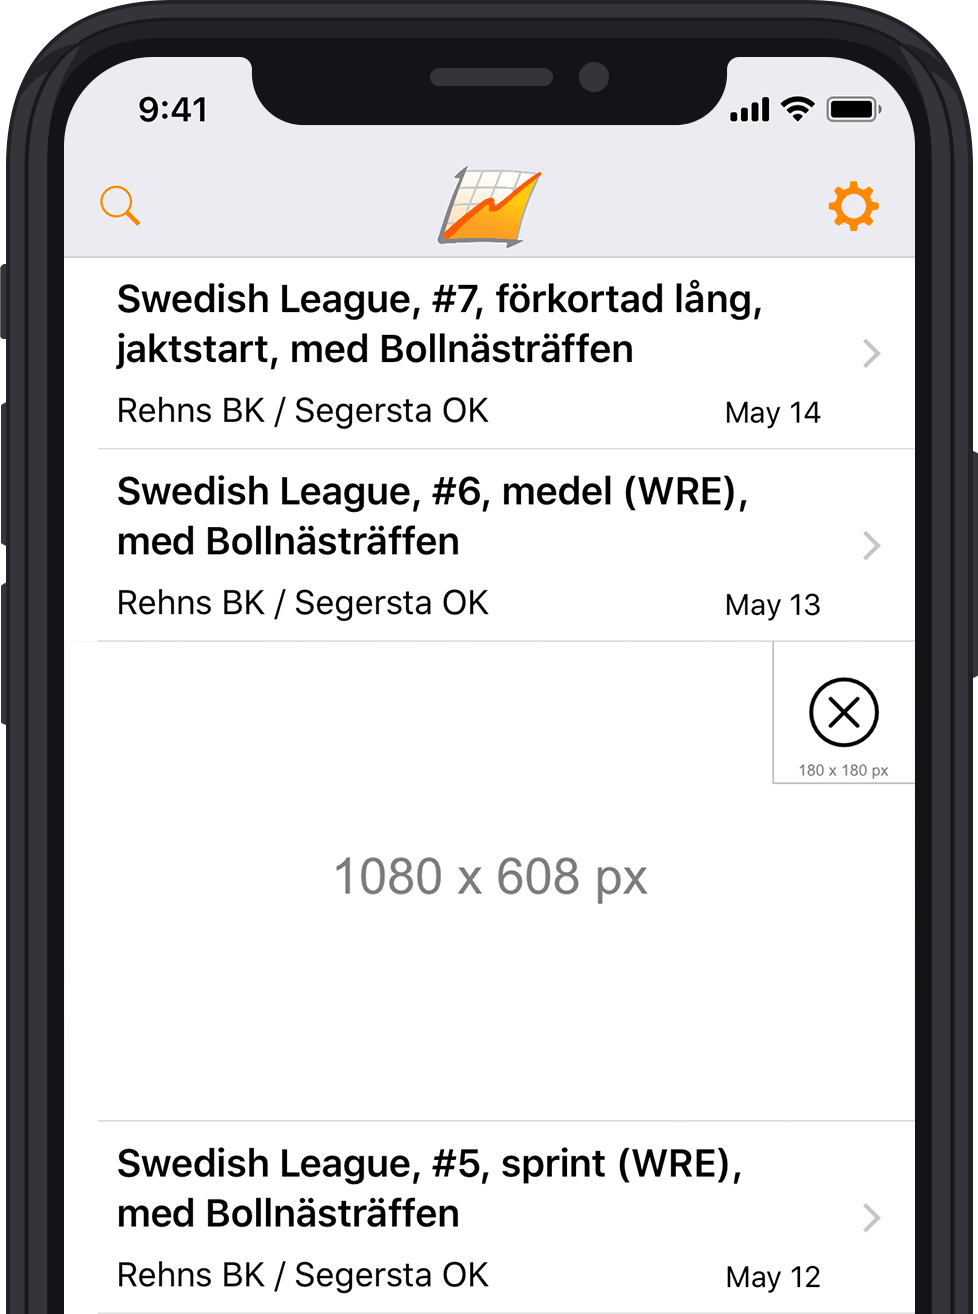 9:41
Swedish League, #7, förkortad lång,
jaktstart, med Bollnästräffen
Rehns BK / Segersta OK May 14
Swedish League, #6, medel (WRE),
med Bollnästräffen
Rehns BK / Segersta OK May 13
180 x 180 px
1080 x 608 px
Swedish League, #5, sprint (WRE),
med Bollnästräffen
Rehns BK / Segersta OK May 12